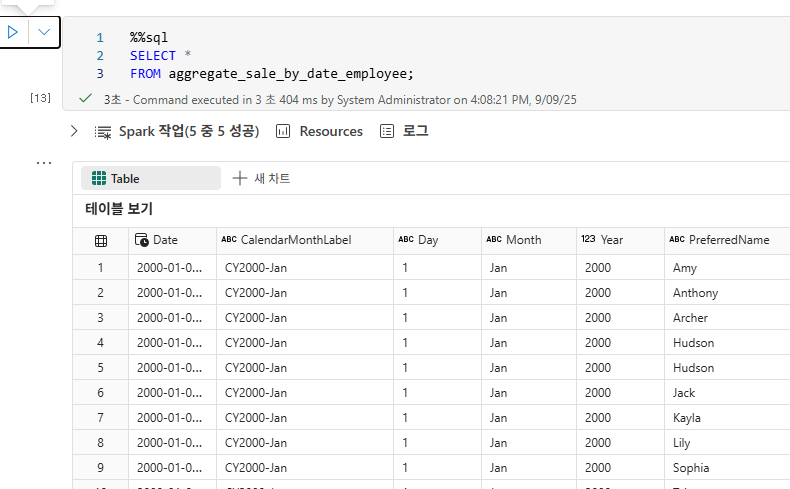 1 %%sql
2 SELECT *
3 FROM aggregate_sale_by_date_employee;
[13] 3초 - Command executed in 3 초 404 ms by System Administrator on 4:08:21 PM, 9/09/25
Spark 작업(5 중 5 성공) Resources 로그
Table 새 차트
테이블 보기
Date ABC CalendarMonthLabel ABC Day ABC Month 123 Year ABC PreferredName
1 2000-01-0... CY2000-Jan 1 Jan 2000 Amy
2 2000-01-0... CY2000-Jan 1 Jan 2000 Anthony
3 2000-01-0... CY2000-Jan 1 Jan 2000 Archer
4 2000-01-0... CY2000-Jan 1 Jan 2000 Hudson
5 2000-01-0... CY2000-Jan 1 Jan 2000 Hudson
6 2000-01-0... CY2000-Jan 1 Jan 2000 Jack
7 2000-01-0... CY2000-Jan 1 Jan 2000 Kayla
8 2000-01-0... CY2000-Jan 1 Jan 2000 Lily
9 2000-01-0... CY2000-Jan 1 Jan 2000 Sophia